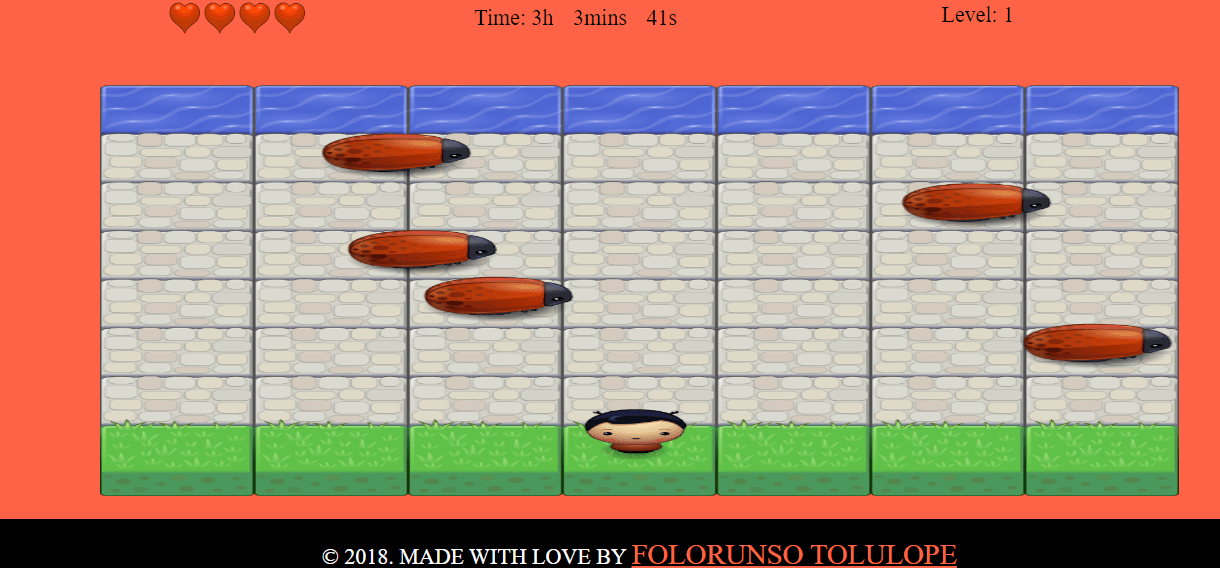 Time: 3h 3mins 41s
Level: 1
© 2018. MADE WITH LOVE BY FOLORUNSO TOLULOPE